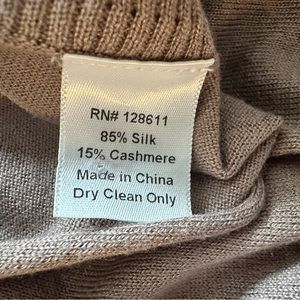 RN# 128611
85% Silk
15% Cashmere
Made in China
Dry Clean Only